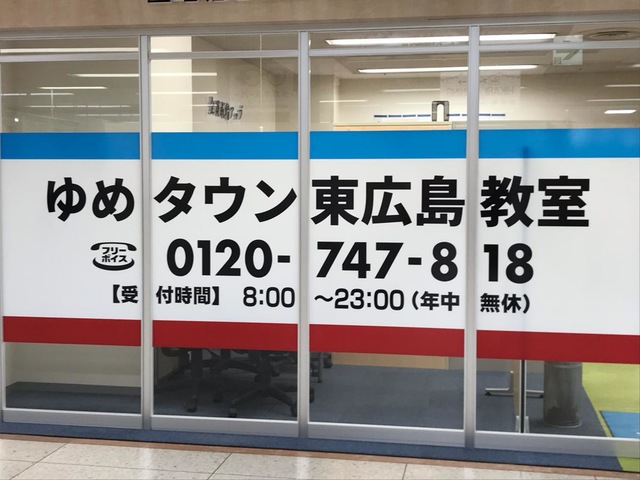 ゆめタウン東広島教室
フリーボイス 0120-747-818
【受付時間】 8:00～23:00（年中無休）